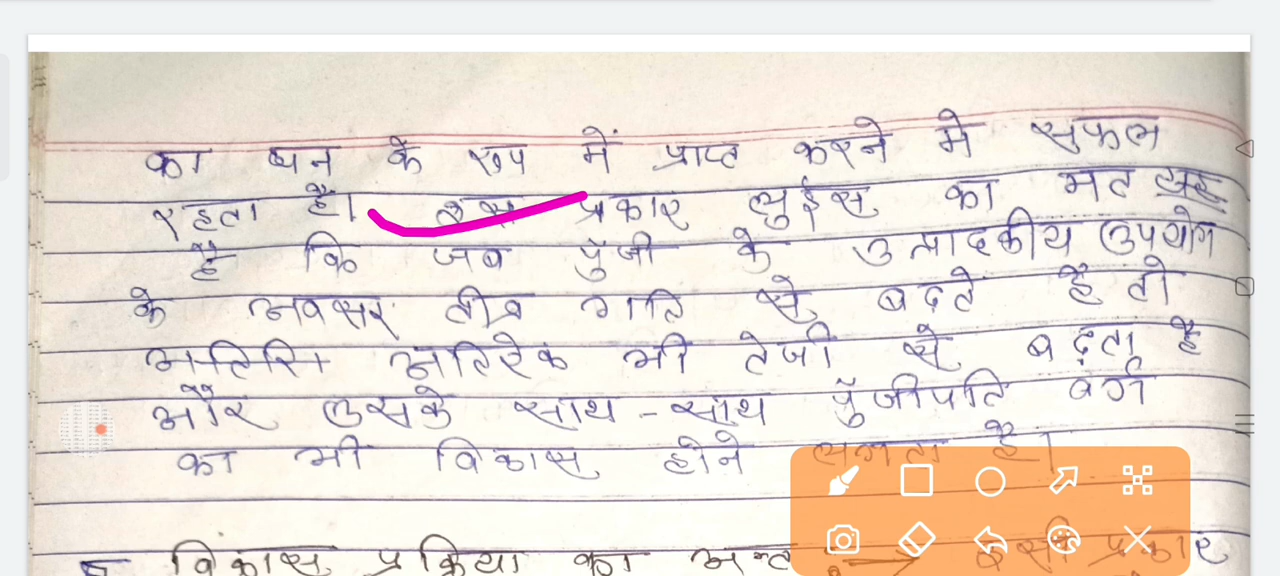 का धन के रूप में प्राप्त करने मे सफल
रहता है। प्रकार ल्युईस का मत यह
है कि जब पुँजी के उत्पादकीय उपयोग
के अवसर तीव्र गति से बढ़ते है तो
अतिरेक भी तेजी से बढ़ता है
और उसके साथ - साथ पुँजीपति वर्ग
का भी विकास होने लगता है।
विकास प्रक्रिया का अन्त → इसी प्रकार